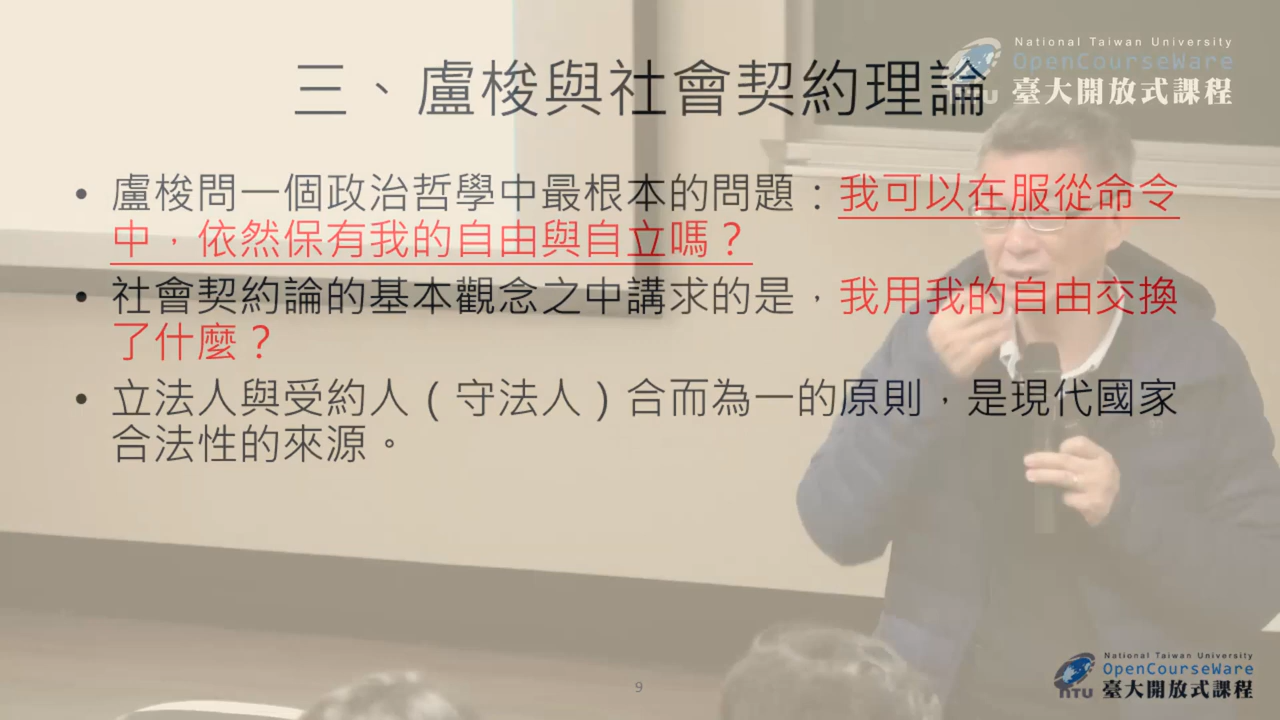 National Taiwan University
OpenCourseWare
NTU 臺大開放式課程
三、盧梭與社會契約理論
• 盧梭問一個政治哲學中最根本的問題：我可以在服從命令
中，依然保有我的自由與自立嗎？
• 社會契約論的基本觀念之中講求的是，我用我的自由交換
了什麼？
• 立法人與受約人（守法人）合而為一的原則，是現代國家
合法性的來源。
9
National Taiwan University
OpenCourseWare
NTU 臺大開放式課程